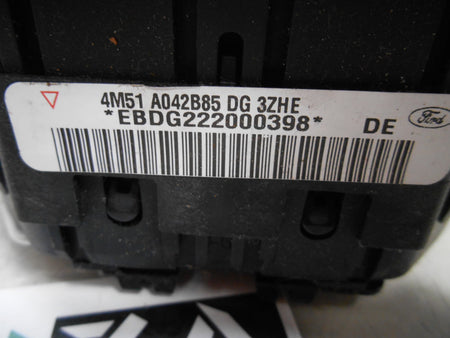 4M51 A042B85 DG 3ZHE
*EBDG222000398* DE Ford